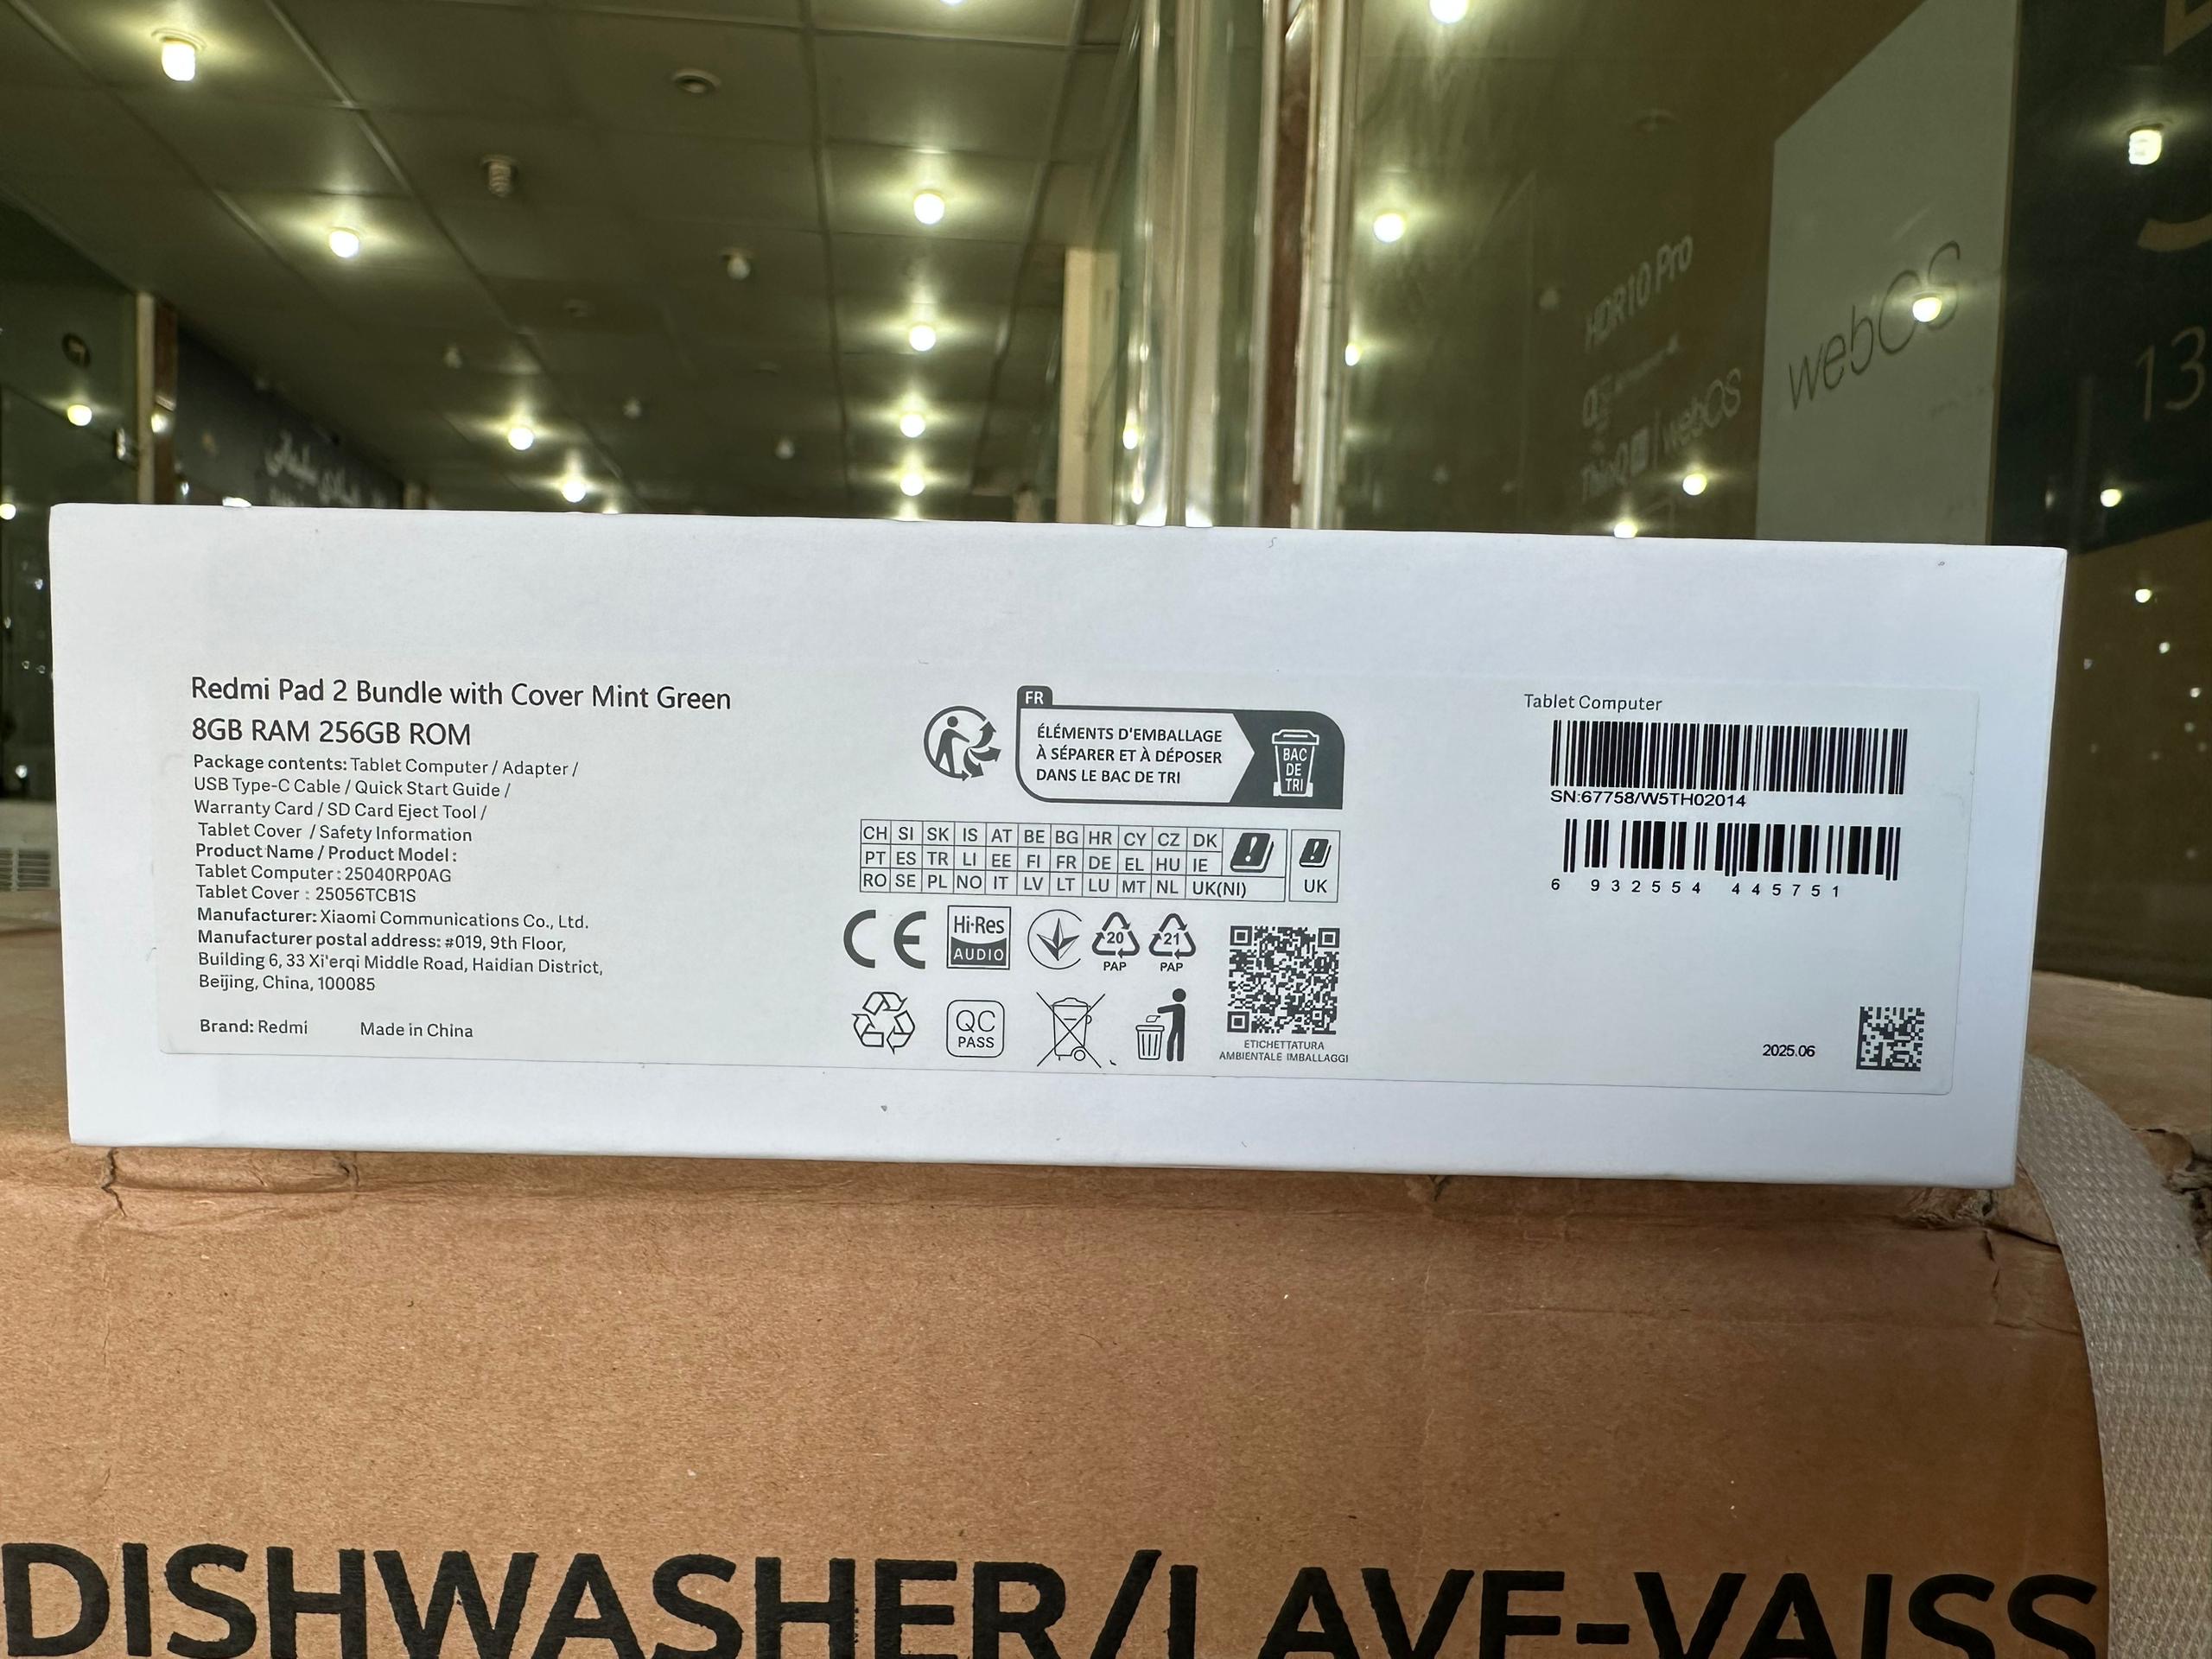 HDR10 Pro
webOS
webOS
ThinQ
13
Redmi Pad 2 Bundle with Cover Mint Green
8GB RAM 256GB ROM
Package contents: Tablet Computer / Adapter /
USB Type-C Cable / Quick Start Guide /
Warranty Card / SD Card Eject Tool /
Tablet Cover / Safety Information
Product Name / Product Model:
Tablet Computer: 25040RP0AG
Tablet Cover : 25056TCB1S
Manufacturer: Xiaomi Communications Co., Ltd.
Manufacturer postal address: #019, 9th Floor,
Building 6, 33 Xi'erqi Middle Road, Haidian District,
Beijing, China, 100085
Brand: Redmi Made in China
FR
ÉLÉMENTS D'EMBALLAGE
À SÉPARER ET À DÉPOSER
DANS LE BAC DE TRI
BAC
DE
TRI
CH SI SK IS AT BE BG HR CY CZ DK
PT ES TR LI EE FI FR DE EL HU IE
RO SE PL NO IT LV LT LU MT NL UK(NI)
UK
CE
Hi-Res
AUDIO
20
PAP
21
PAP
QC
PASS
ETICHETTATURA
AMBIENTALE IMBALLAGGI
Tablet Computer
SN:67758/W5TH02014
6 932554 445751
2025.06
DISHWASHER/LAVE-VAISS